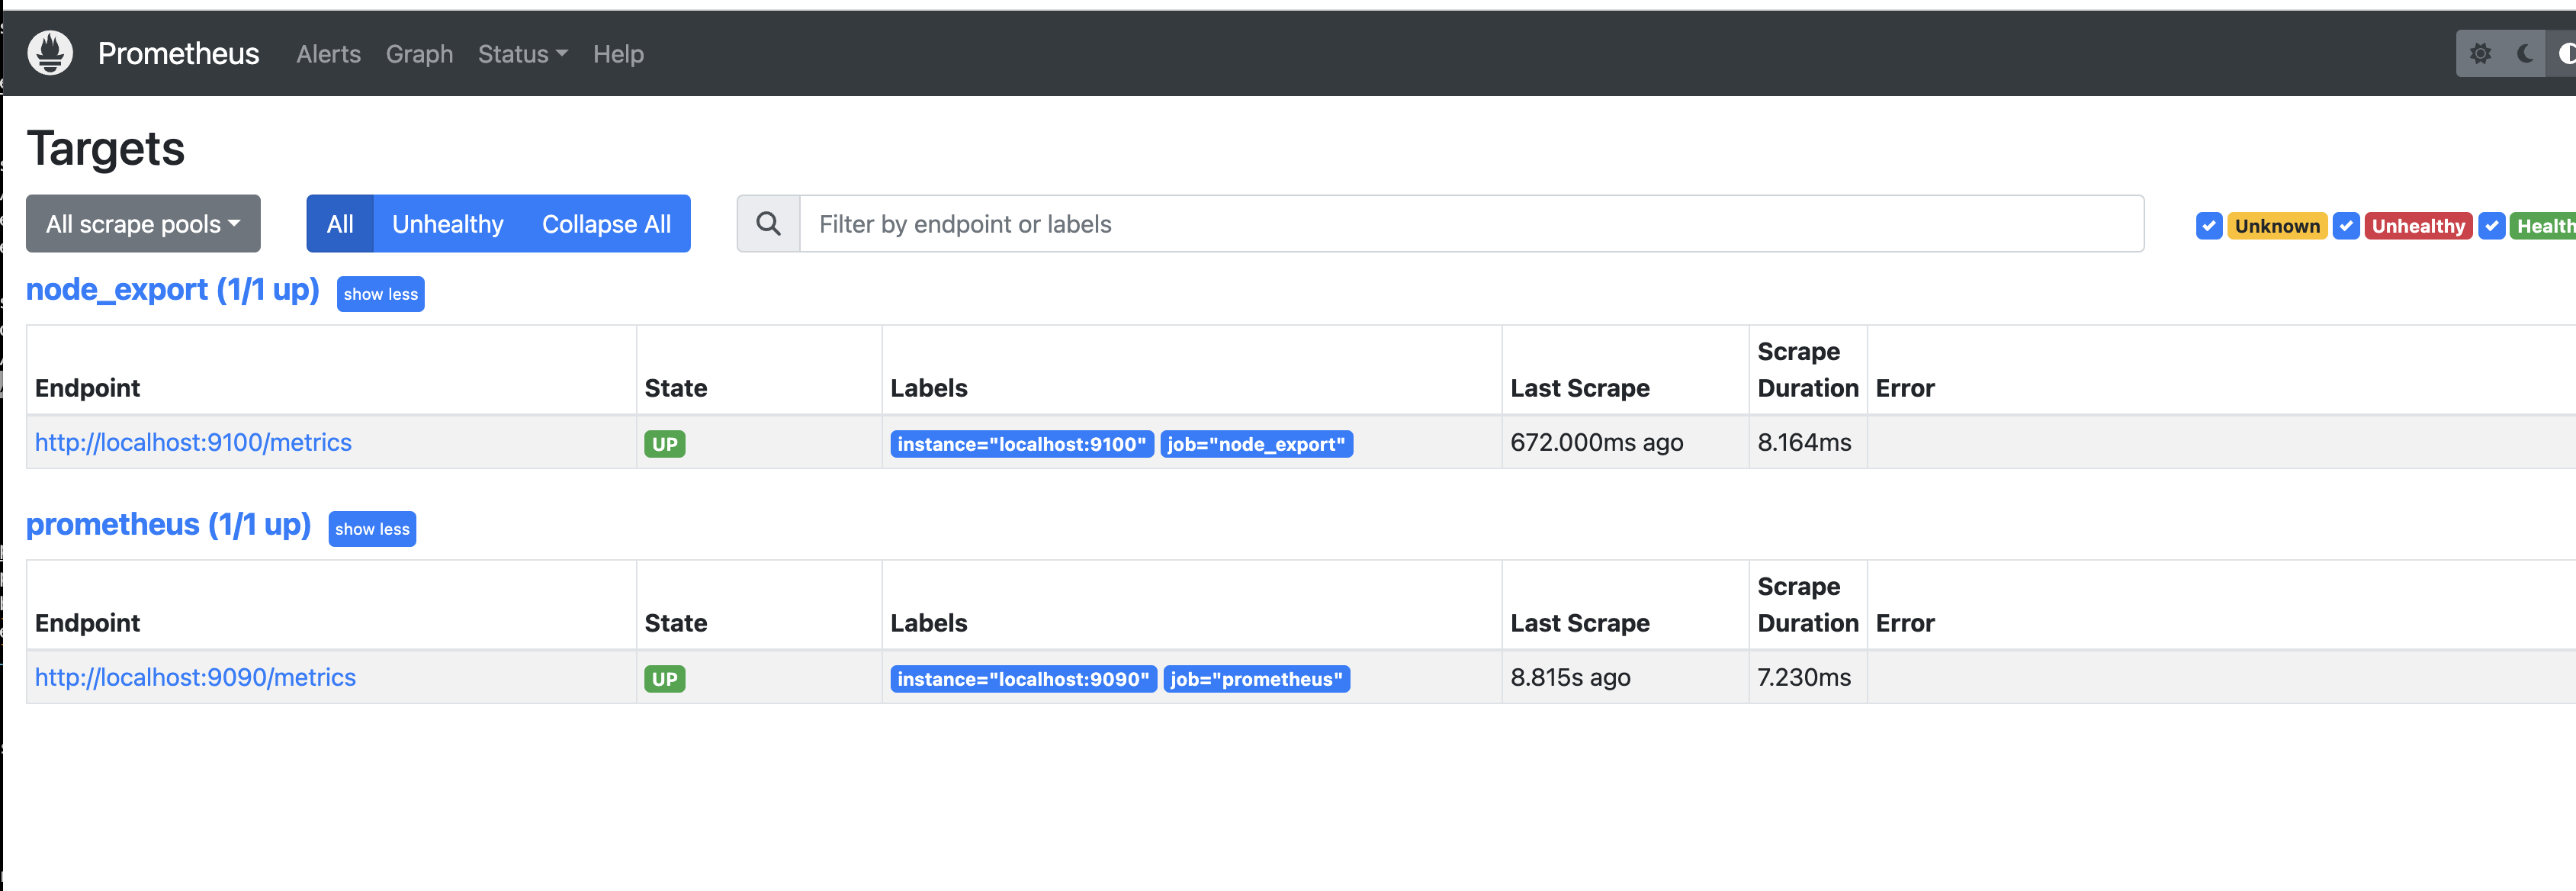 Prometheus Alerts Graph Status Help
Targets
All scrape pools All Unhealthy Collapse All Filter by endpoint or labels Unknown Unhealthy Health
node_export (1/1 up) show less
Endpoint State Labels Last Scrape Scrape Duration Error
http://localhost:9100/metrics UP instance="localhost:9100" job="node_export" 672.000ms ago 8.164ms
prometheus (1/1 up) show less
Endpoint State Labels Last Scrape Scrape Duration Error
http://localhost:9090/metrics UP instance="localhost:9090" job="prometheus" 8.815s ago 7.230ms